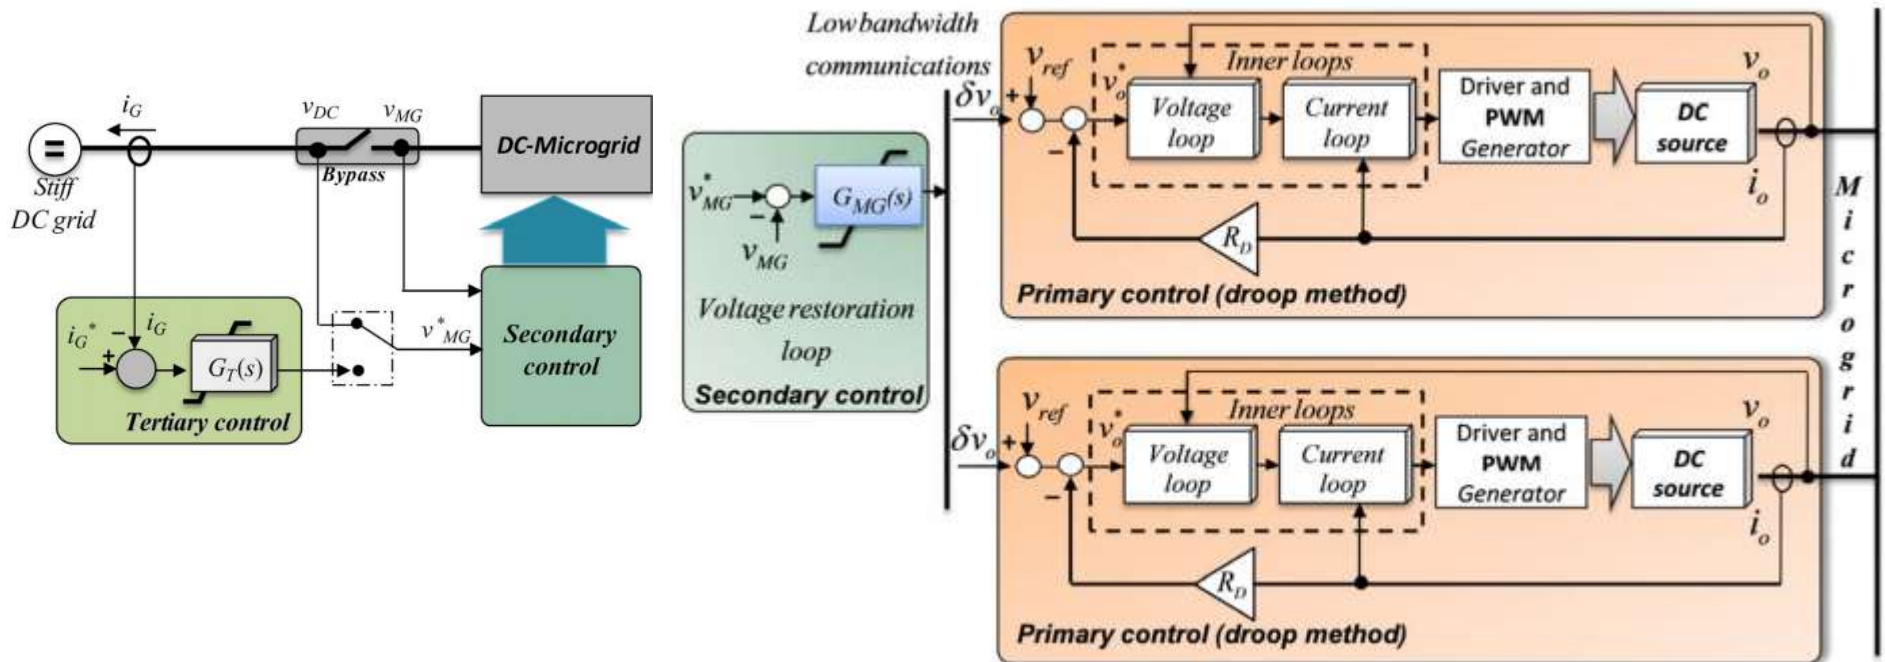 i_G
v_DC
v_MG
=
Stiff
DC grid
Bypass
DC-Microgrid
i_G^*
−
i_G
+
G_T(s)
Tertiary control
v^*_MG
Secondary
control
Low bandwidth
communications
v^*_MG
−
v_MG
G_MG(s)
Voltage restoration
loop
Secondary control
δv_o
+
v_ref
−
v_o^*
Inner loops
Voltage
loop
Current
loop
Driver and
PWM
Generator
DC
source
v_o
i_o
R_D
Primary control (droop method)
δv_o
+
v_ref
−
v_o^*
Inner loops
Voltage
loop
Current
loop
Driver and
PWM
Generator
DC
source
v_o
i_o
R_D
Primary control (droop method)
Microgrid